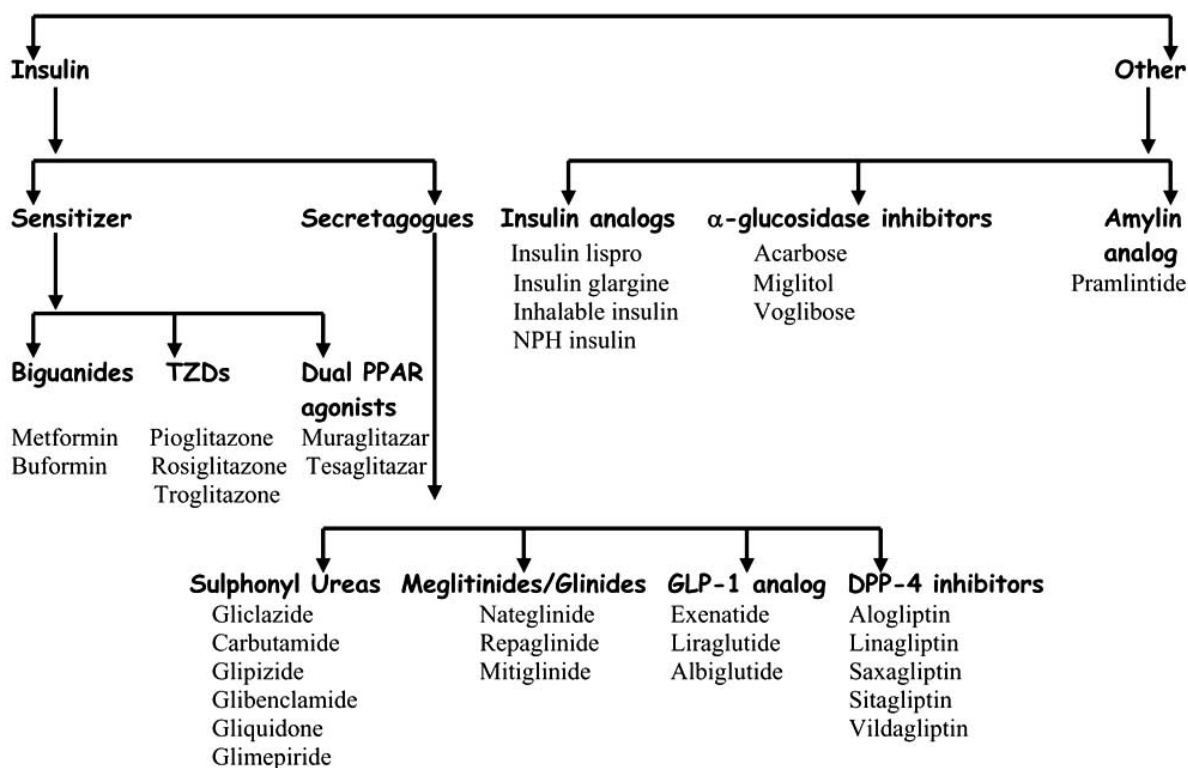 Insulin
Other
Sensitizer
Secretagogues
Insulin analogs
Insulin lispro
Insulin glargine
Inhalable insulin
NPH insulin
α-glucosidase inhibitors
Acarbose
Miglitol
Voglibose
Amylin
analog
Pramlintide
Biguanides
Metformin
Buformin
TZDs
Pioglitazone
Rosiglitazone
Troglitazone
Dual PPAR
agonists
Muraglitazar
Tesaglitazar
Sulphonyl Ureas
Gliclazide
Carbutamide
Glipizide
Glibenclamide
Gliquidone
Glimepiride
Meglitinides/Glinides
Nateglinide
Repaglinide
Mitiglinide
GLP-1 analog
Exenatide
Liraglutide
Albiglutide
DPP-4 inhibitors
Alogliptin
Linagliptin
Saxagliptin
Sitagliptin
Vildagliptin